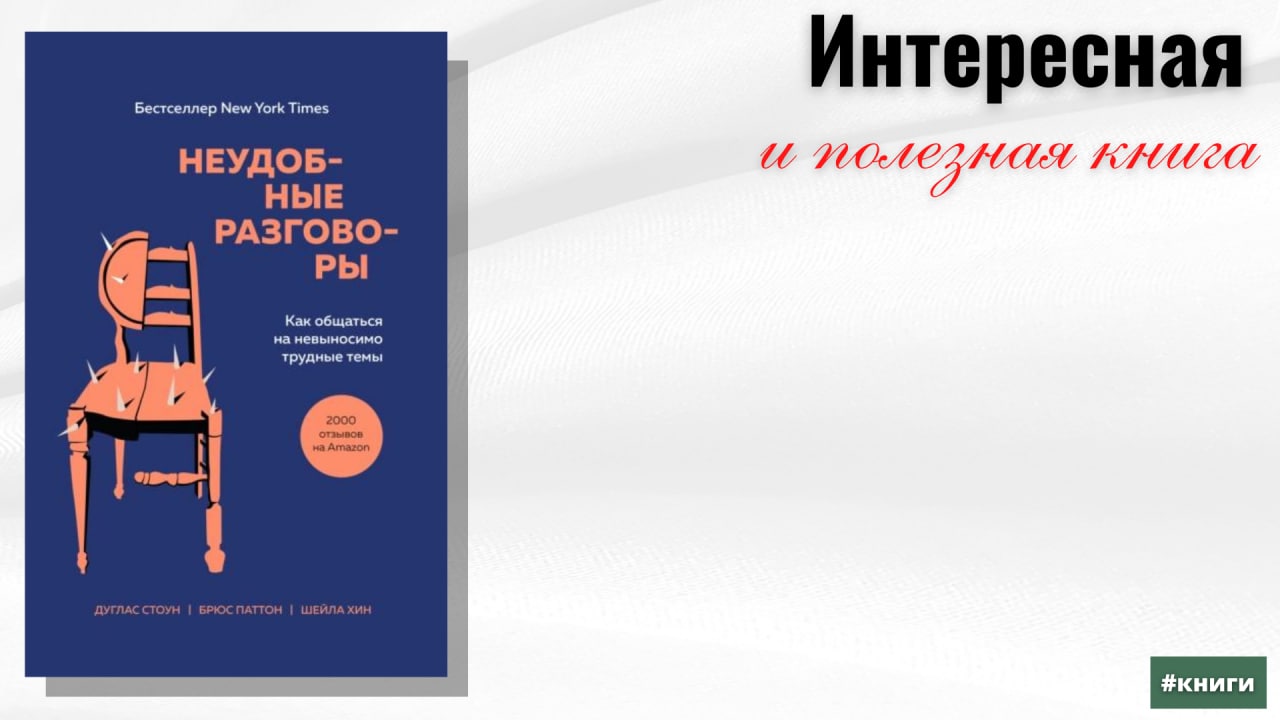 Интересная
и полезная книга
Бестселлер New York Times
НЕУДОБ-
НЫЕ
РАЗГОВО-
РЫ
Как общаться
на невыносимо
трудные темы
2000
отзывов
на Amazon
ДУГЛАС СТОУН | БРЮС ПАТТОН | ШЕЙЛА ХИН
#книги